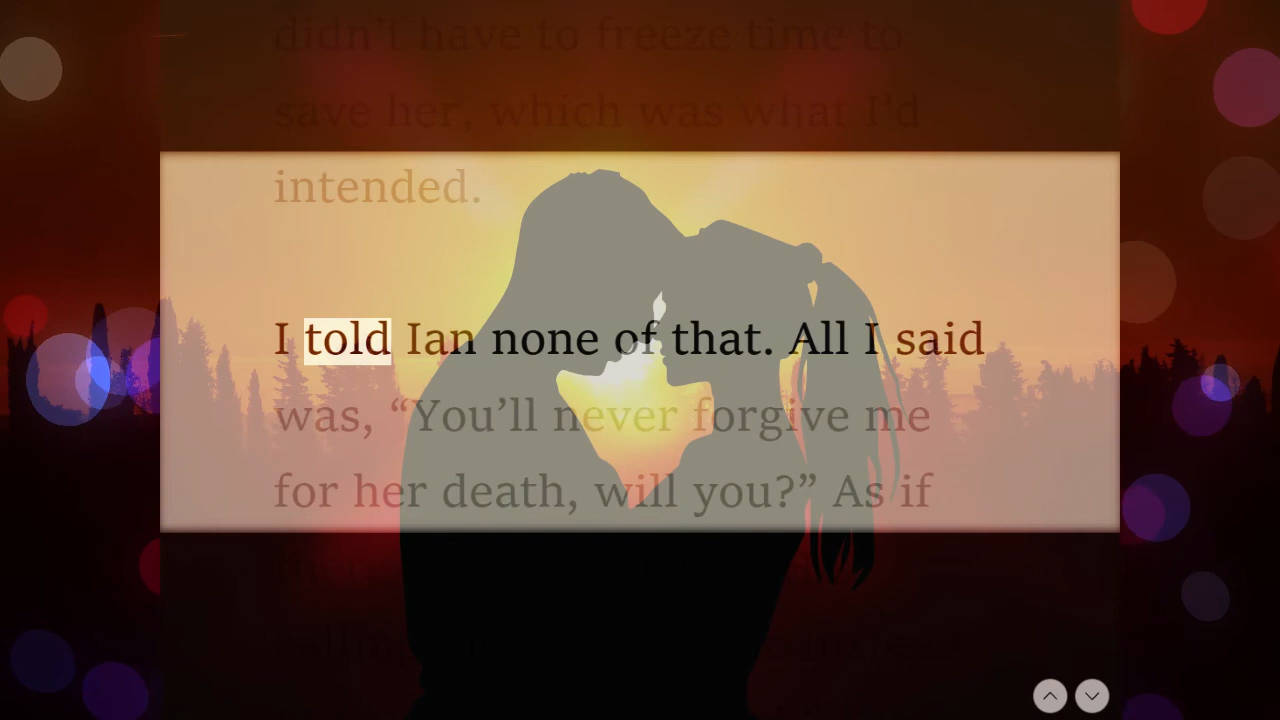 didn’t have to freeze time to
save her, which was what I’d
intended.
I told Ian none of that. All I said
was, “You’ll never forgive me
for her death, will you?” As if